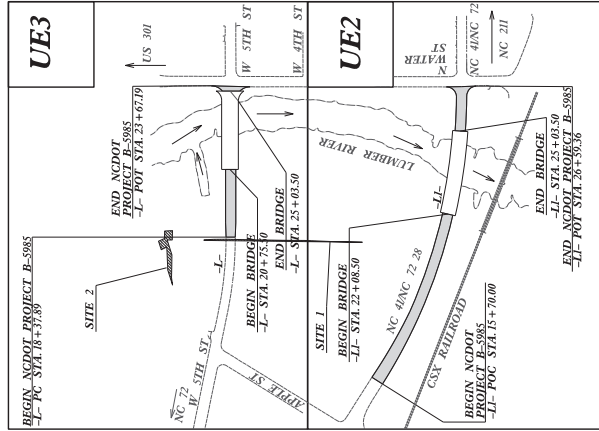 UE3
UE2
US 301
W 5TH ST
W 4TH ST
N
WATER
ST
NC 41/NC 72
NC 211
END NCDOT
PROJECT B-5985
-L- POT STA. 23+67.19
LUMBER RIVER
BEGIN NCDOT PROJECT B-5985
-L- PC STA. 18+37.89
SITE 2
-L-
BEGIN BRIDGE
-L- STA. 20+75.50
END BRIDGE
-L- STA. 25+03.50
NC 72
W 5TH ST
APPLE ST
SITE 1
BEGIN BRIDGE
-L1- STA. 22+08.50
-L1-
NC 41/NC 72 28
END BRIDGE
-L1- STA. 25+03.50
END NCDOT PROJECT B-5985
-L1- POT STA. 26+59.36
CSX RAILROAD
BEGIN NCDOT
PROJECT B-5985
-L1- POC STA. 15+70.00